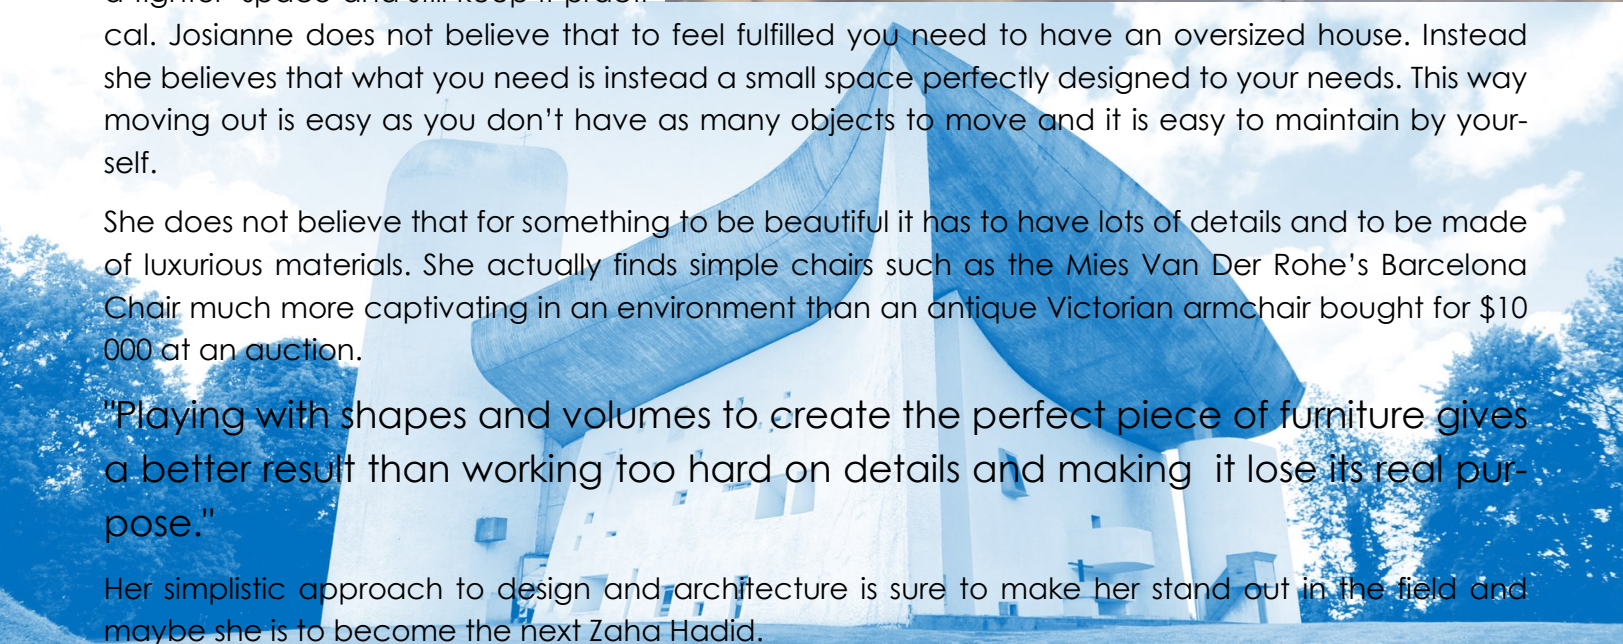 a tighter space and still keep it practi-
cal. Josianne does not believe that to feel fulfilled you need to have an oversized house. Instead
she believes that what you need is instead a small space perfectly designed to your needs. This way
moving out is easy as you don’t have as many objects to move and it is easy to maintain by your-
self.
She does not believe that for something to be beautiful it has to have lots of details and to be made
of luxurious materials. She actually finds simple chairs such as the Mies Van Der Rohe’s Barcelona
Chair much more captivating in an environment than an antique Victorian armchair bought for $10
000 at an auction.
"Playing with shapes and volumes to create the perfect piece of furniture gives
a better result than working too hard on details and making  it lose its real pur-
pose."
Her simplistic approach to design and architecture is sure to make her stand out in the field and
maybe she is to become the next Zaha Hadid.